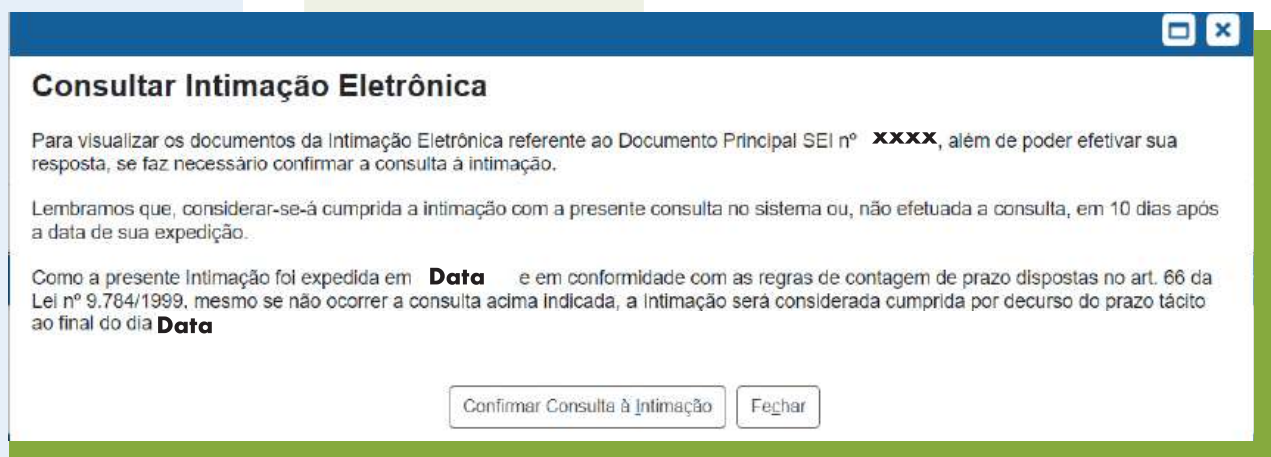 Consultar Intimação Eletrônica
Para visualizar os documentos da Intimação Eletrônica referente ao Documento Principal SEI nº xxxx, além de poder efetivar sua
resposta, se faz necessário confirmar a consulta à intimação.
Lembramos que, considerar-se-á cumprida a intimação com a presente consulta no sistema ou, não efetuada a consulta, em 10 dias após
a data de sua expedição.
Como a presente Intimação foi expedida em Data e em conformidade com as regras de contagem de prazo dispostas no art. 66 da
Lei nº 9.784/1999, mesmo se não ocorrer a consulta acima indicada, a Intimação será considerada cumprida por decurso do prazo tácito
ao final do dia Data
Confirmar Consulta à Intimação Fechar